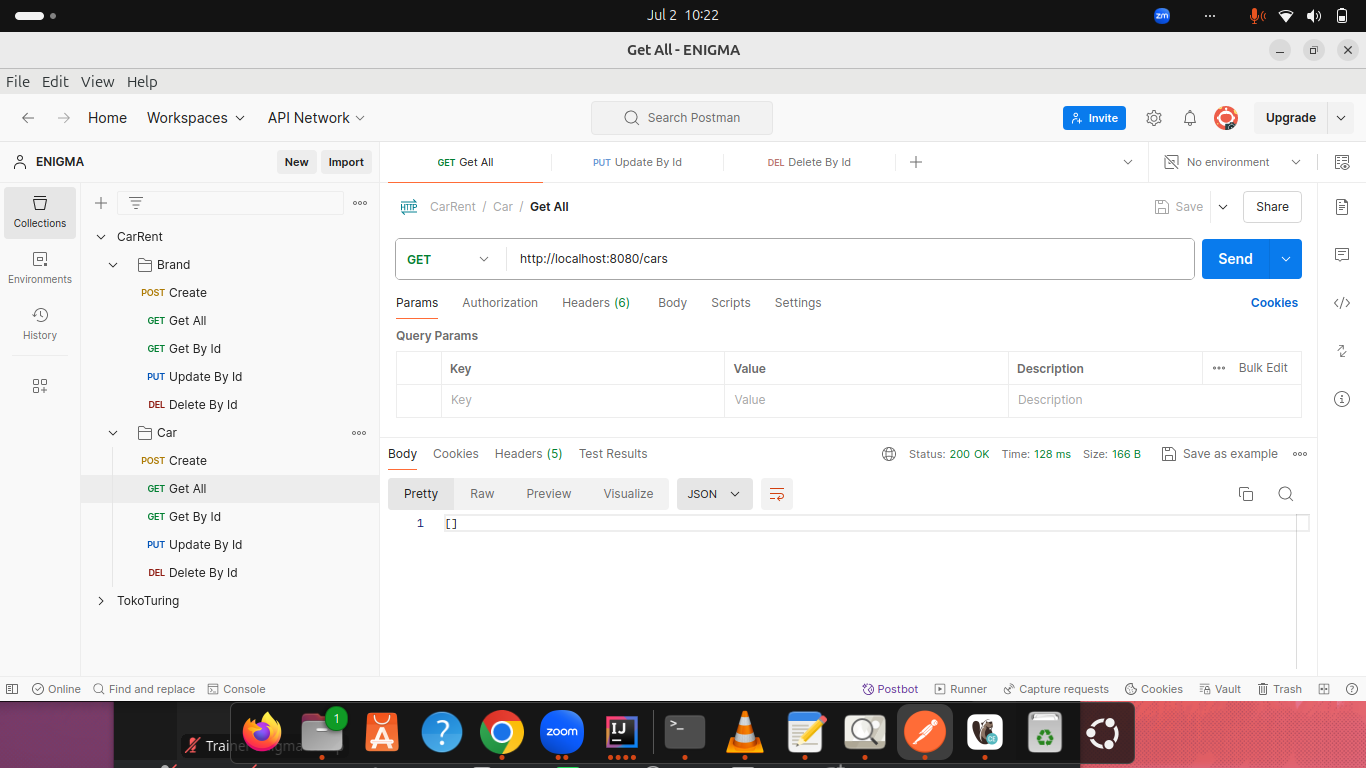 Jul 2 10:22
zm
Get All - ENIGMA
File Edit View Help
Home Workspaces API Network
Search Postman
Invite
Upgrade
ENIGMA
New Import
GET Get All
PUT Update By Id
DEL Delete By Id
No environment
Collections
Environments
History
CarRent
Brand
POST Create
GET Get All
GET Get By Id
PUT Update By Id
DEL Delete By Id
Car
POST Create
GET Get All
GET Get By Id
PUT Update By Id
DEL Delete By Id
TokoTuring
HTTP CarRent / Car / Get All
Save
Share
GET http://localhost:8080/cars
Send
Params Authorization Headers (6) Body Scripts Settings
Cookies
Query Params
Key Value Description Bulk Edit
Key Value Description
Body Cookies Headers (5) Test Results
Status: 200 OK Time: 128 ms Size: 166 B Save as example
Pretty Raw Preview Visualize JSON
1 []
Online Find and replace Console
Postbot Runner Capture requests Cookies Vault Trash
1
zoom
IJ
>_